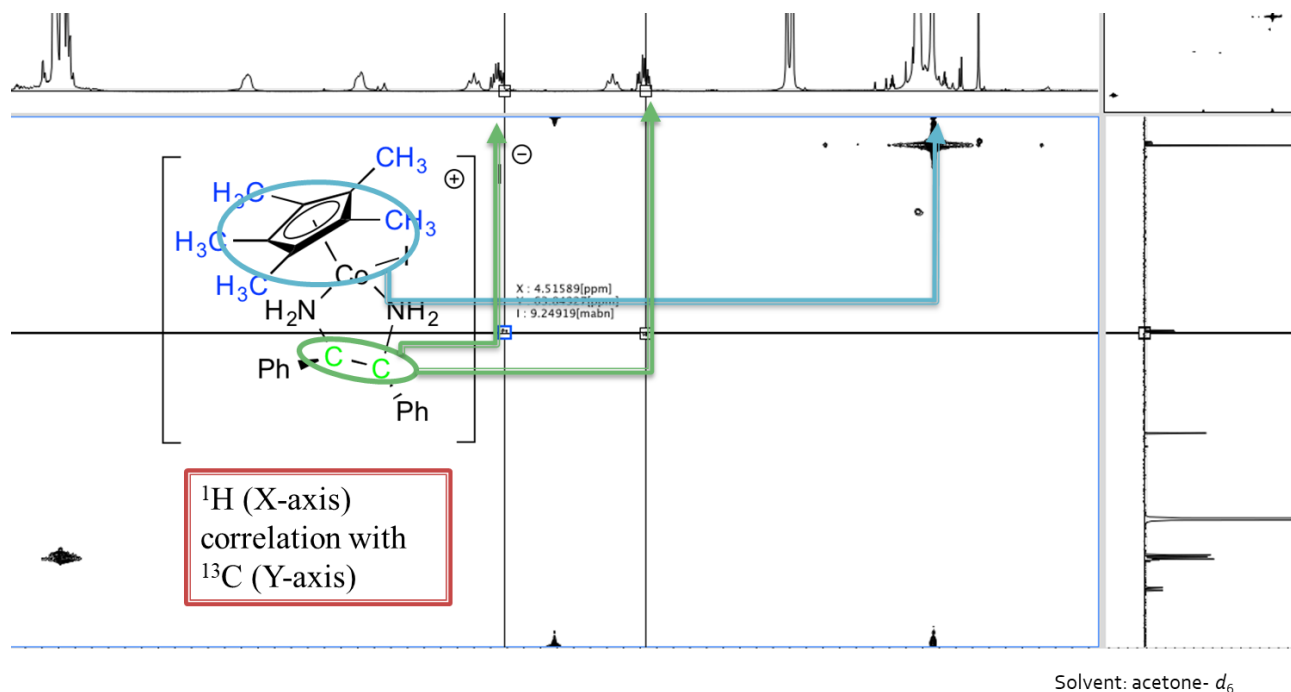 CH₃
⊕
⊖
H₃C
I
CH₃
H₃C
Co
I
H₃C
H₂N
NH₂
X : 4.51589[ppm]
[ppm]
I : 9.24919[mabn]
C
C
Ph
Ph
¹H (X-axis)
correlation with
¹³C (Y-axis)
Solvent: acetone- d₆